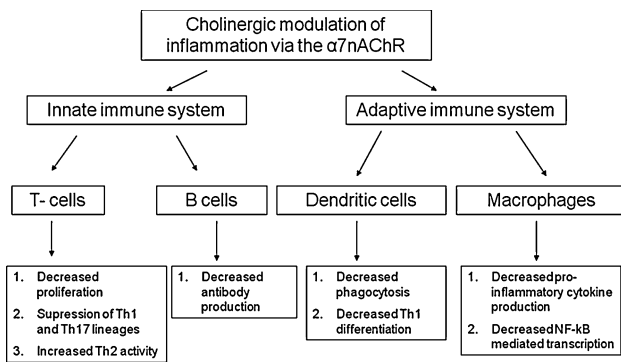 Cholinergic modulation of
inflammation via the α7nAChR
Innate immune system
Adaptive immune system
T- cells
B cells
Dendritic cells
Macrophages
1. Decreased
proliferation
2. Supression of Th1
and Th17 lineages
3. Increased Th2 activity
1. Decreased
antibody
production
1. Decreased
phagocytosis
2. Decreased Th1
differentiation
1. Decreased pro-
inflammatory cytokine
production
2. Decreased NF-kB
mediated transcription